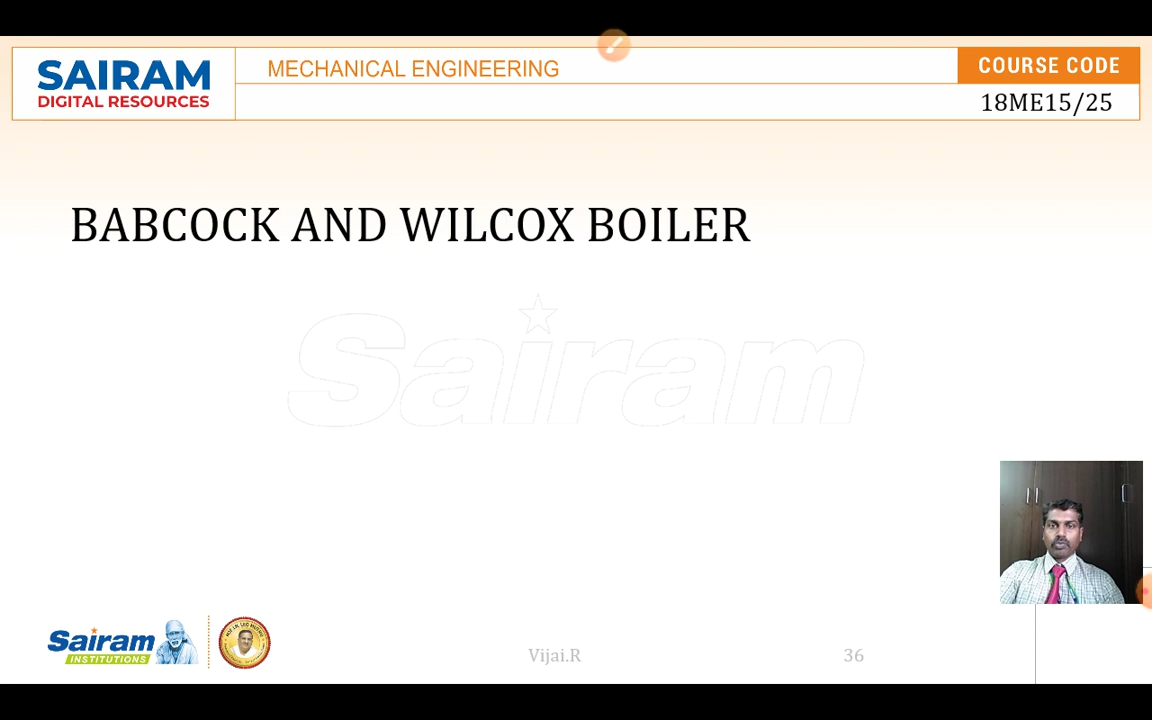 SAIRAM
DIGITAL RESOURCES
MECHANICAL ENGINEERING
COURSE CODE
18ME15/25
BABCOCK AND WILCOX BOILER
Sairam
Sairam
INSTITUTIONS
Vijai.R
36